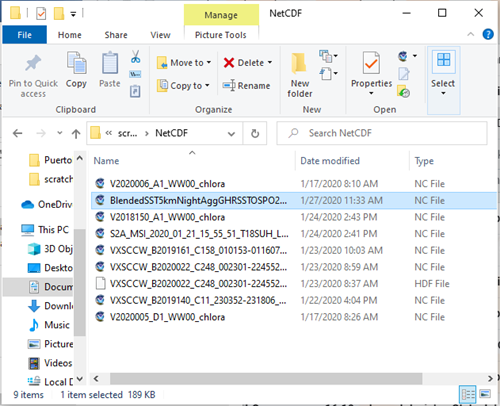 Manage
NetCDF
File
Home
Share
View
Picture Tools
Pin to Quick access
Copy
Paste
Clipboard
Move to
Copy to
Delete
Rename
Organize
New folder
New
Properties
Open
Select
scr...
NetCDF
Search NetCDF
Name
Date modified
Type
Puerto
scratch
OneDriv
This PC
3D Obj
Desktop
Docum
Downlo
Music
Picture
Videos
Local D
V2020006_A1_WW00_chlora 1/17/2020 8:10 AM NC File
BlendedSST5kmNightAggGHRSSTOSPO2... 1/27/2020 11:33 AM NC File
V2018150_A1_WW00_chlora 1/24/2020 2:43 PM NC File
S2A_MSI_2020_01_21_15_55_51_T18SUH_L... 1/24/2020 2:41 PM NC File
VXSCCW_B2019161_C158_010153-011607... 1/23/2020 10:03 AM NC File
VXSCCW_B2020022_C248_002301-224552... 1/23/2020 8:59 AM NC File
VXSCCW_B2020022_C248_002301-224552... 1/23/2020 8:37 AM HDF File
VXSCCW_B2019140_C11_230352-231806_... 1/22/2020 4:04 PM NC File
V2020005_D1_WW00_chlora 1/17/2020 8:26 AM NC File
9 items
1 item selected 189 KB